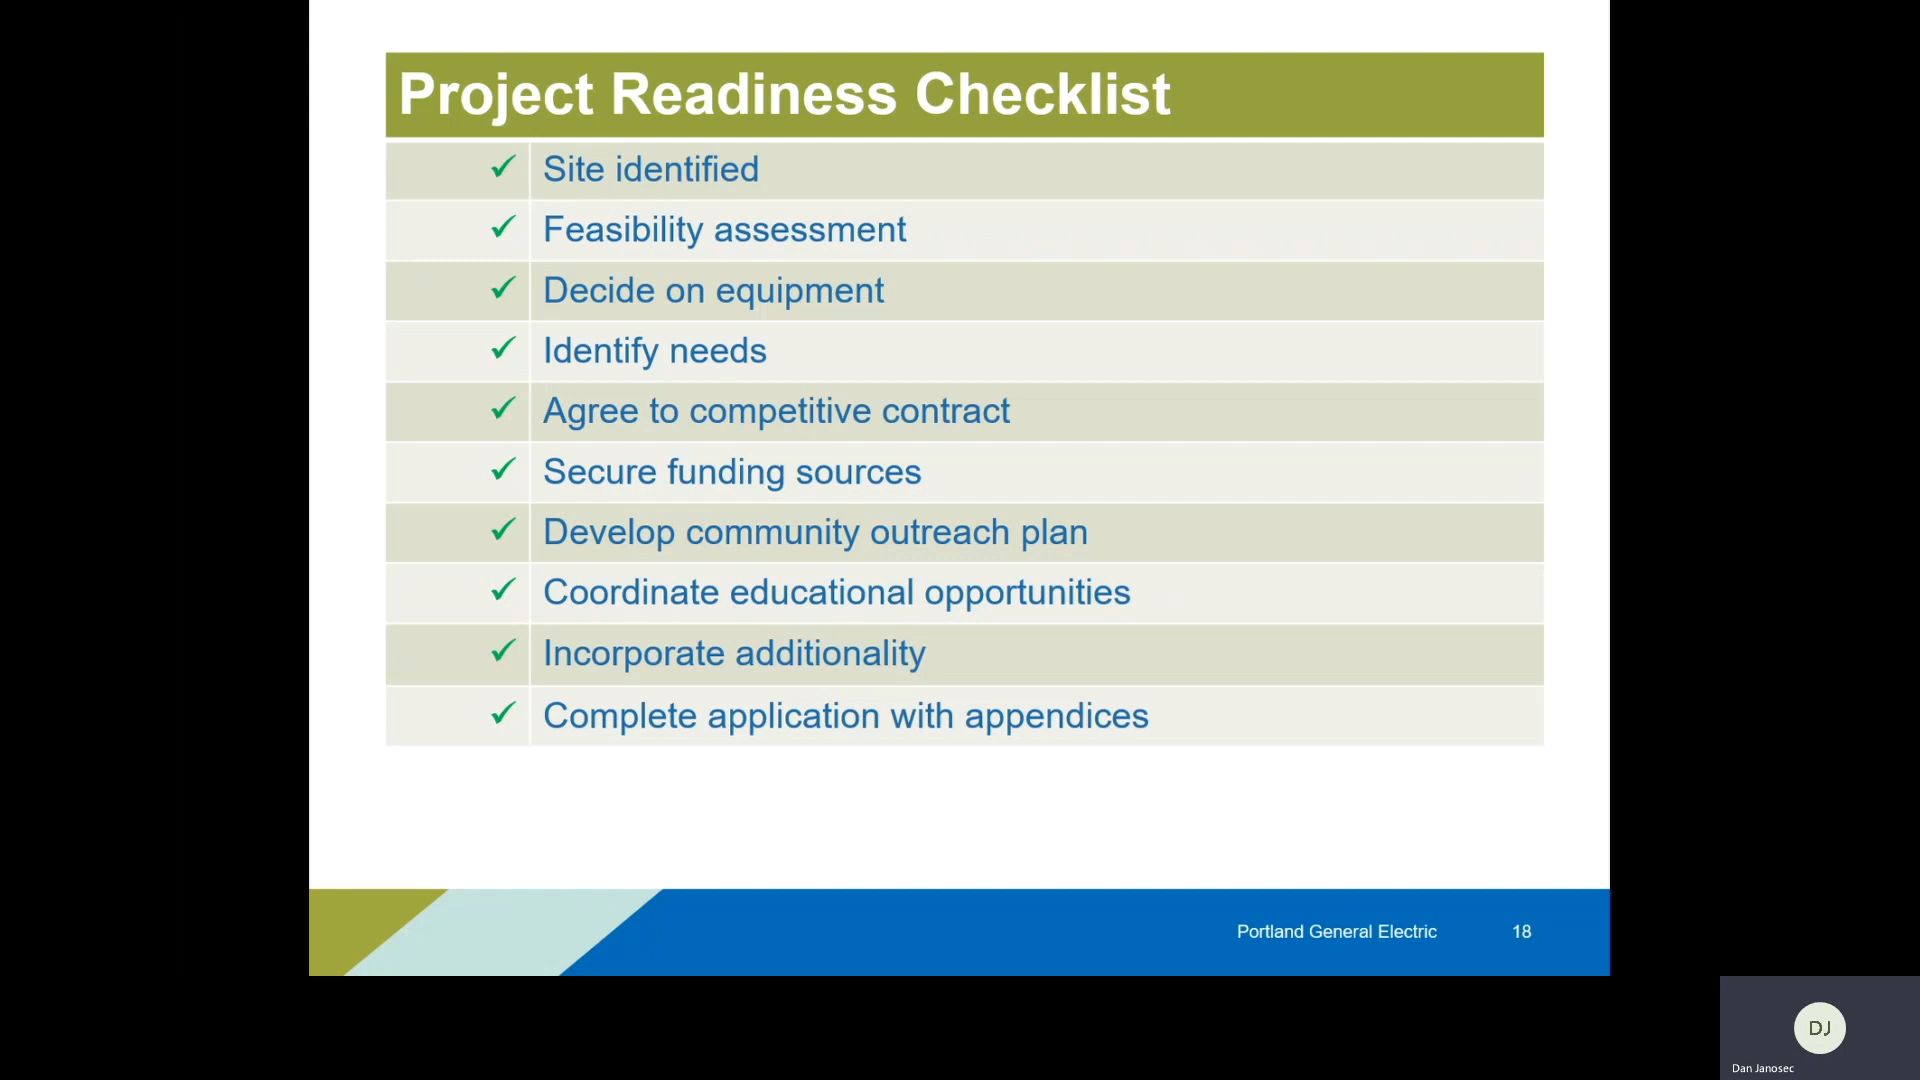 Project Readiness Checklist
✓ Site identified
✓ Feasibility assessment
✓ Decide on equipment
✓ Identify needs
✓ Agree to competitive contract
✓ Secure funding sources
✓ Develop community outreach plan
✓ Coordinate educational opportunities
✓ Incorporate additionality
✓ Complete application with appendices
Portland General Electric 18
DJ
Dan Janosec